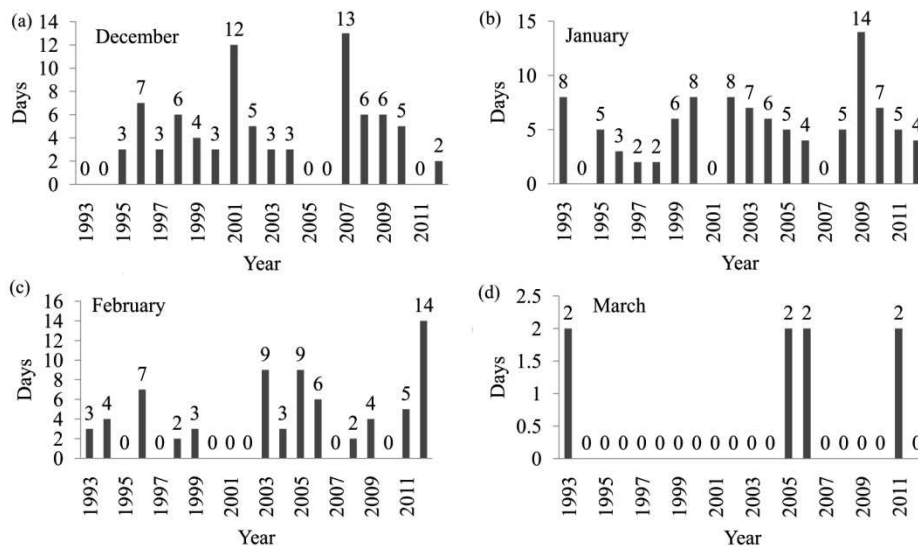 (a)
December
Days
14
12
10
8
6
4
2
0
0 0 3 7 3 6 4 3 12 5 3 3 0 0 13 6 6 5 0 2
1993 1995 1997 1999 2001 2003 2005 2007 2009 2011
Year
(b)
January
Days
15
10
5
0
8 0 5 3 2 2 6 8 0 8 7 6 5 4 0 5 14 7 5 4
1993 1995 1996 1997 1999 2001 2003 2005 2007 2009 2011
Year
(c)
February
Days
16
14
12
10
8
6
4
2
0
3 4 0 7 0 2 3 0 0 0 9 3 9 6 0 2 4 0 5 14
1993 1995 1997 1999 2001 2003 2005 2007 2009 2011
Year
(d)
March
Days
2.5
2
1.5
1
0.5
0
2 0 0 0 0 0 0 0 0 0 0 0 2 2 0 0 0 0 2 0
1993 1995 1997 1999 2001 2003 2005 2007 2009 2011
Year